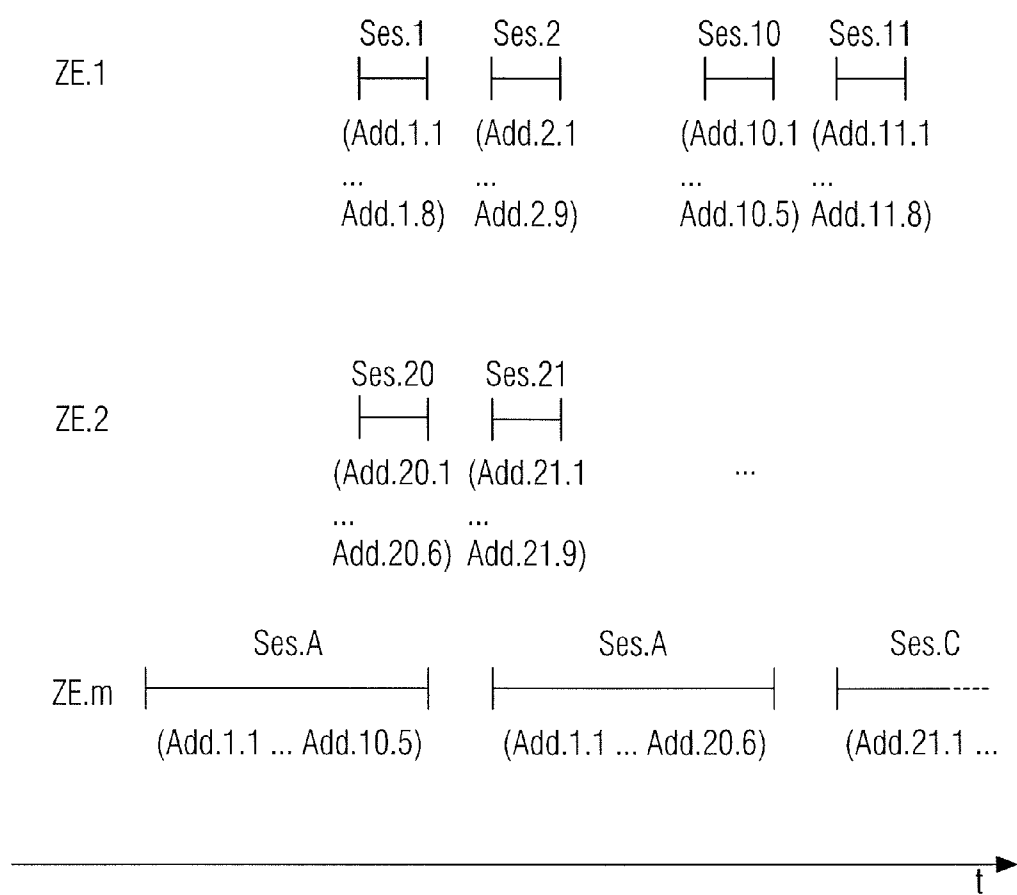 Ses.1 Ses.2 Ses.10 Ses.11
ZE.1
(Add.1.1 (Add.2.1 (Add.10.1 (Add.11.1
... ... ... ...
Add.1.8) Add.2.9) Add.10.5) Add.11.8)
Ses.20 Ses.21
ZE.2
(Add.20.1 (Add.21.1 ...
... ...
Add.20.6) Add.21.9)
Ses.A Ses.A Ses.C
ZE.m
(Add.1.1 ... Add.10.5) (Add.1.1 ... Add.20.6) (Add.21.1 ...
t